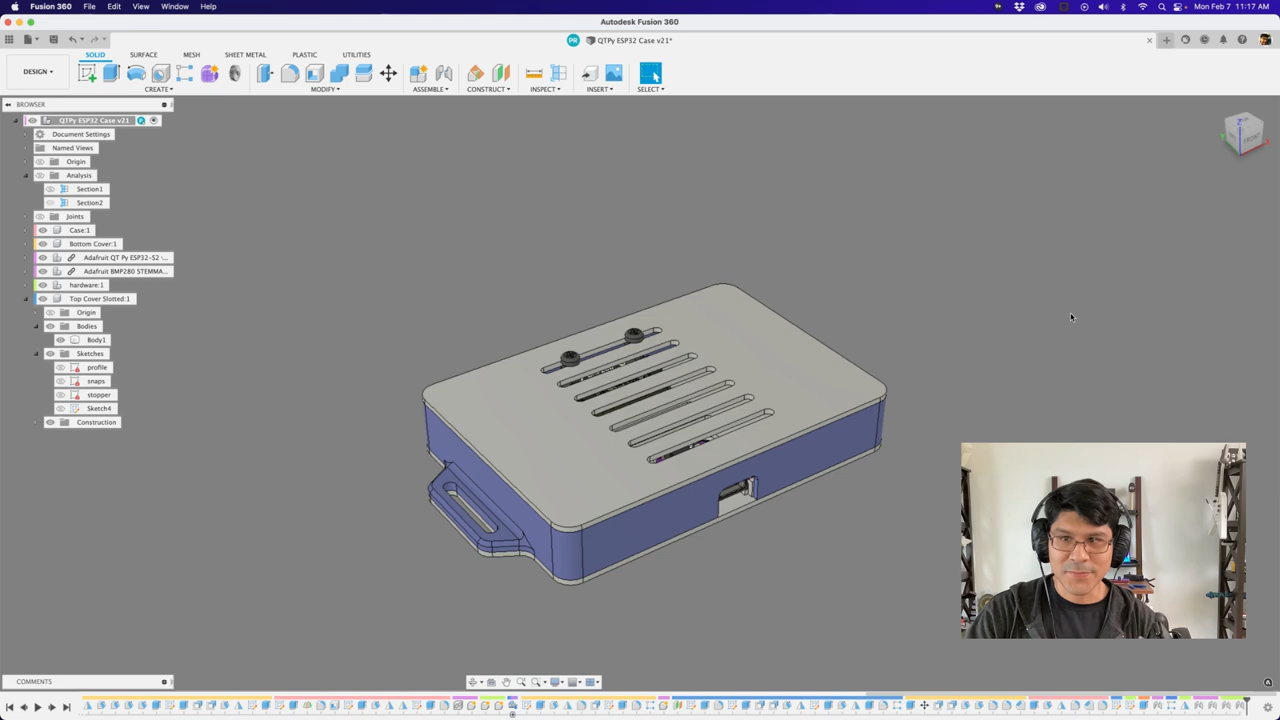 Fusion 360 File Edit View Window Help
Mon Feb 7 11:17 AM
Autodesk Fusion 360
PR QTPy ESP32 Case v21*
SOLID SURFACE MESH SHEET METAL PLASTIC UTILITIES
DESIGN
CREATE MODIFY ASSEMBLE CONSTRUCT INSPECT INSERT SELECT
BROWSER
QTPy ESP32 Case v21
Document Settings
Named Views
Origin
Analysis
Section1
Section2
Joints
Case:1
Bottom Cover:1
Adafruit QT Py ESP32-S2
Adafruit BMP280 STEMMA...
hardware:1
Top Cover Slotted:1
Origin
Bodies
Body1
Sketches
profile
snaps
stopper
Sketch4
Construction
Z
FRONT
COMMENTS